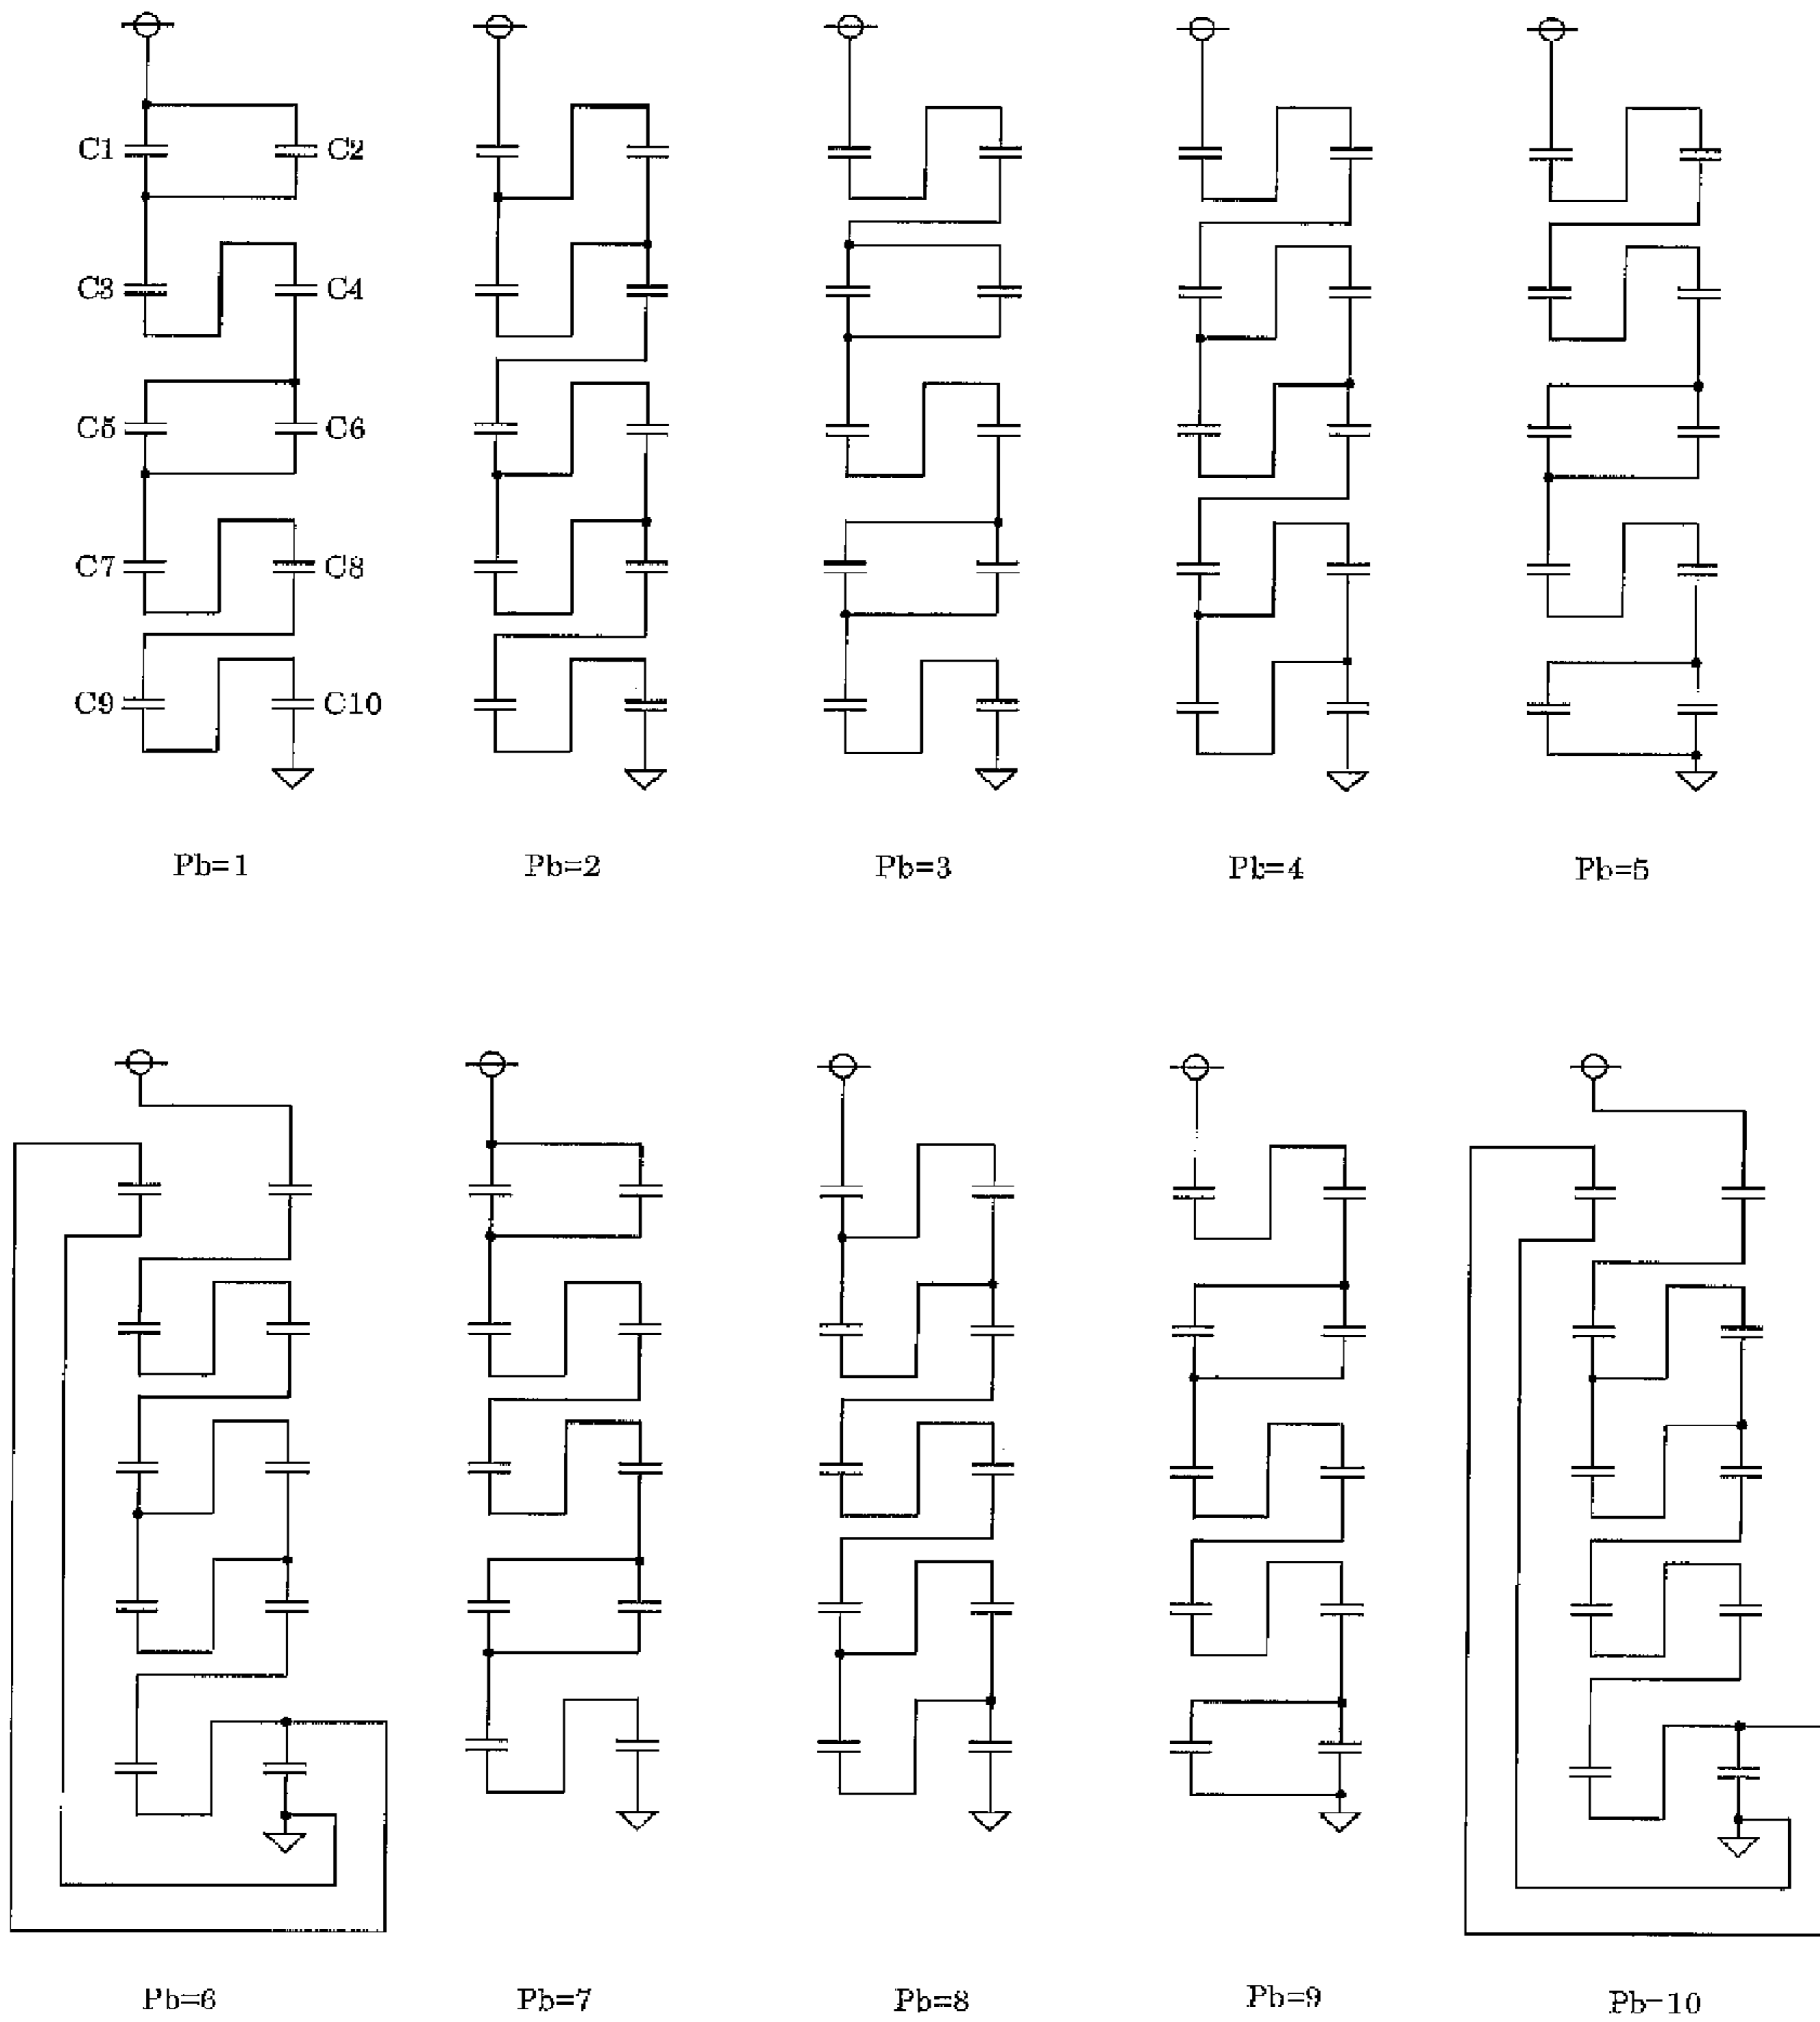 C1 C2
C3 C4
C5 C6
C7 C8
C9 C10
Pb=1 Pb=2 Pb=3 Pb=4 Pb=5
Pb=6 Pb=7 Pb=8 Pb=9 Pb=10